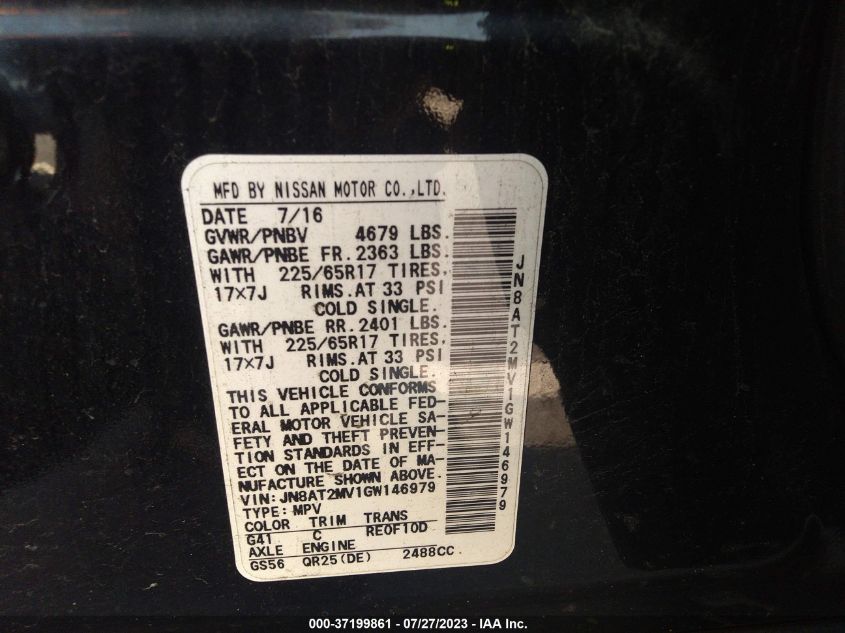 MFD BY NISSAN MOTOR CO.,LTD.
DATE 7/16
GVWR/PNBV 4679 LBS.
GAWR/PNBE FR. 2363 LBS.
WITH 225/65R17 TIRES,
17×7J RIMS.AT 33 PSI
COLD SINGLE.
GAWR/PNBE RR. 2401 LBS.
WITH 225/65R17 TIRES,
17×7J RIMS.AT 33 PSI
COLD SINGLE.
THIS VEHICLE CONFORMS
TO ALL APPLICABLE FED-
ERAL MOTOR VEHICLE SA-
FETY AND THEFT PREVEN-
TION STANDARDS IN EFF-
ECT ON THE DATE OF MA-
NUFACTURE SHOWN ABOVE.
VIN: JN8AT2MV1GW146979
TYPE: MPV
COLOR TRIM TRANS
G41 C RE0F10D
AXLE ENGINE
GS56 QR25(DE) 2488CC
JN8AT2MV1GW146979
000-37199861 - 07/27/2023 - IAA Inc.